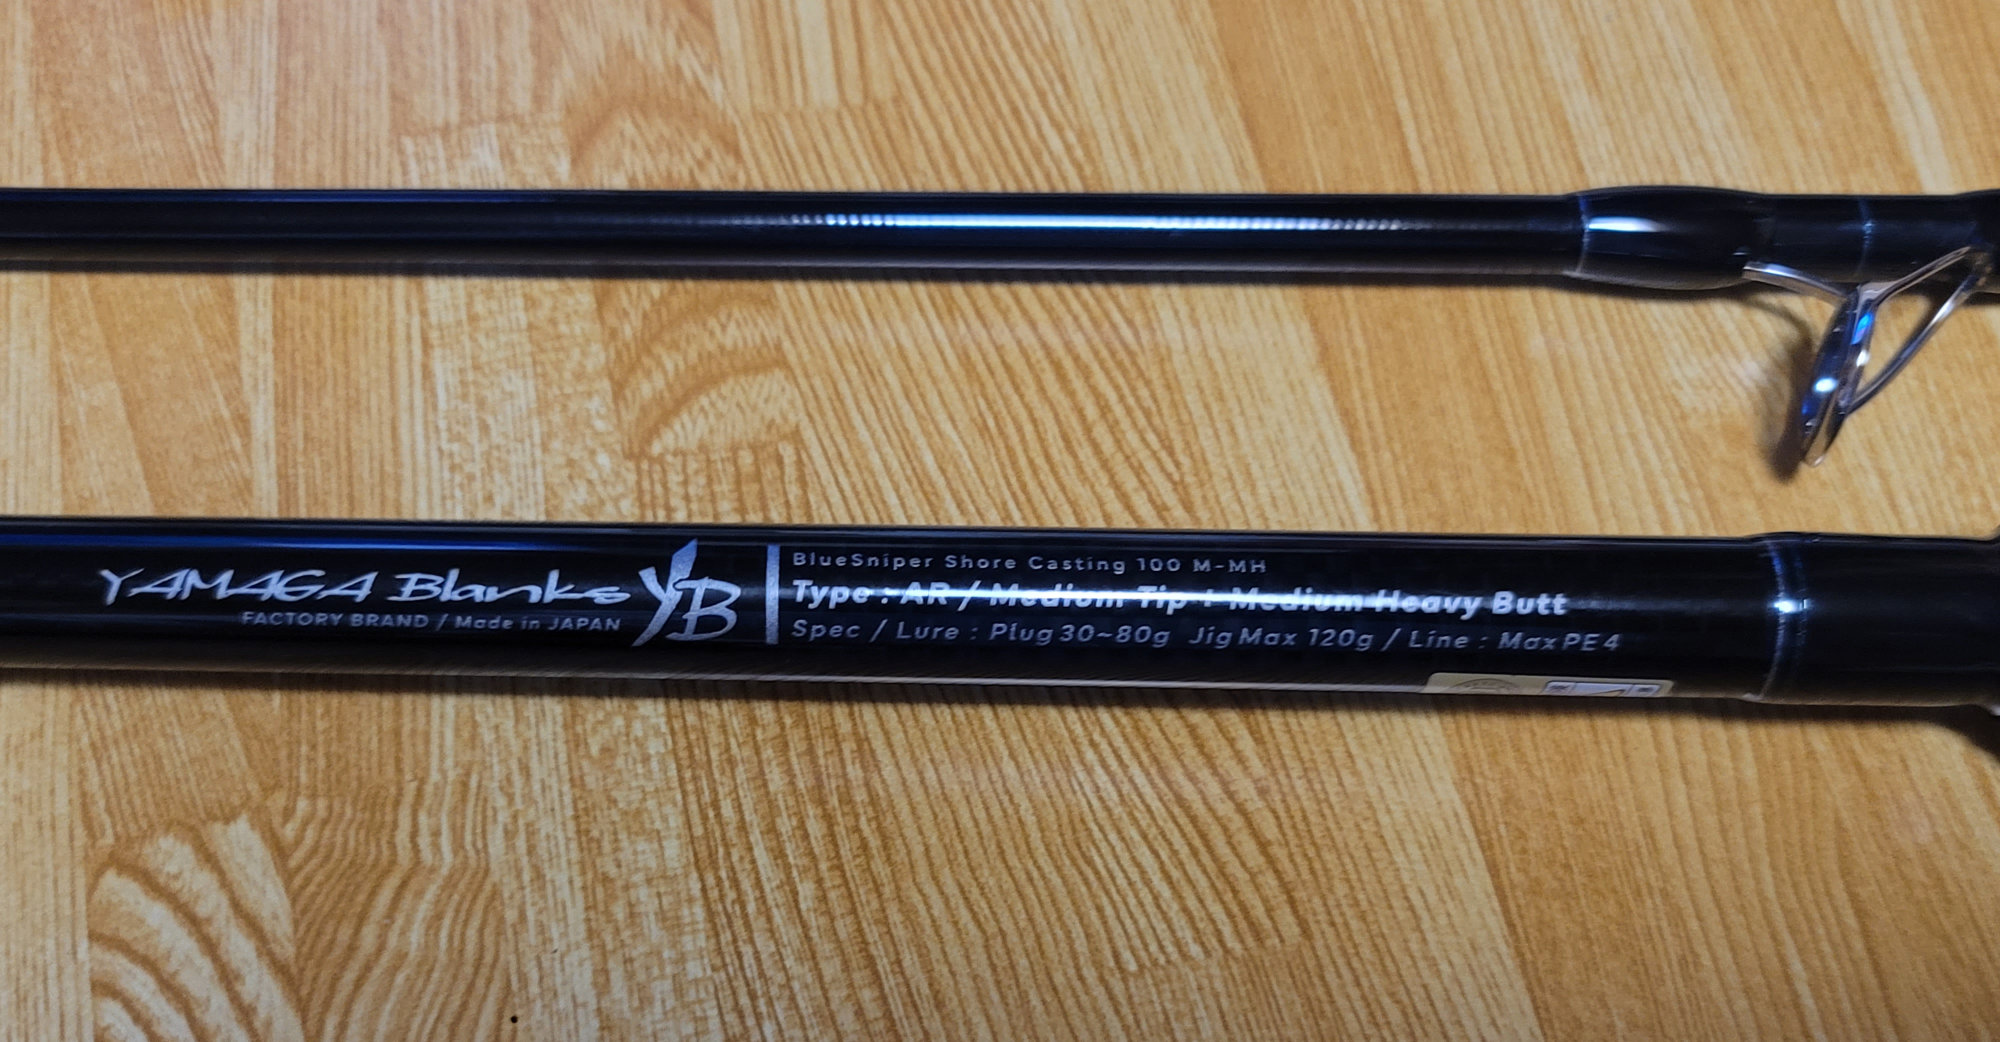 YAMAGA Blanks YB
FACTORY BRAND / Made in JAPAN
BlueSniper Shore Casting 100 M-MH
Type : AR / Medium Tip + Medium Heavy Butt
Spec / Lure : Plug 30~80g Jig Max 120g / Line : Max PE 4